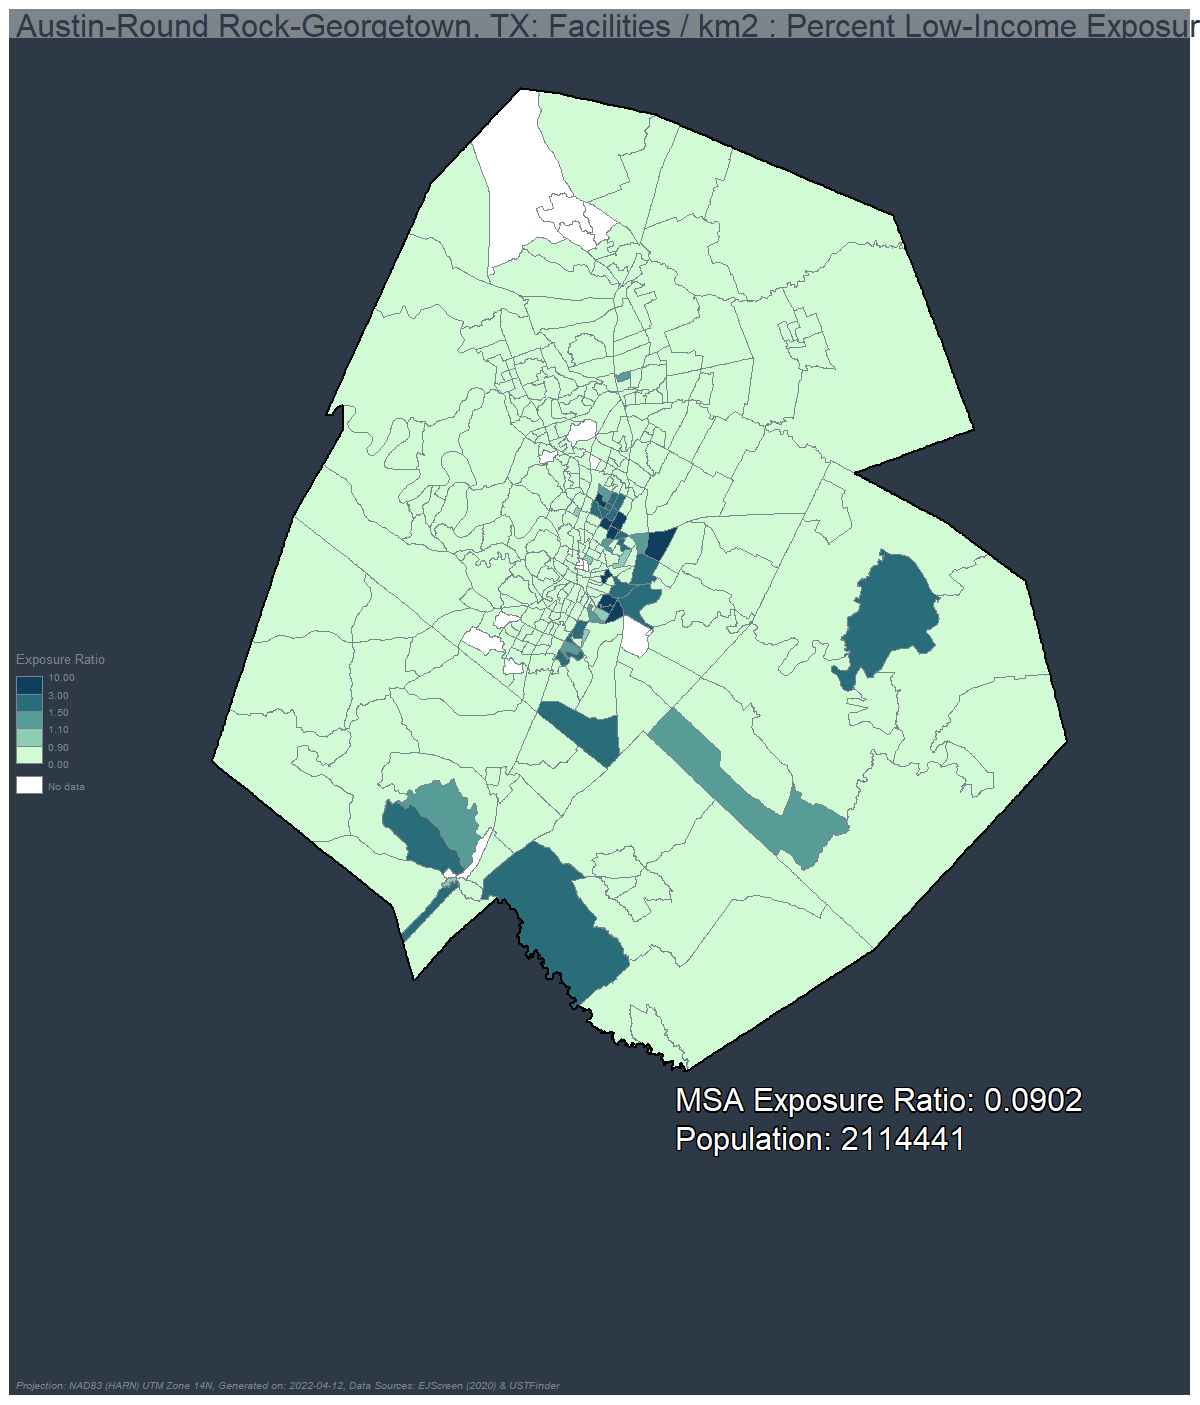 Austin-Round Rock-Georgetown, TX: Facilities / km2 : Percent Low-Income Exposur
Exposure Ratio
10.00
3.00
1.50
1.10
0.90
0.00
No data
MSA Exposure Ratio: 0.0902
Population: 2114441
Projection: NAD83 (HARN) UTM Zone 14N, Generated on: 2022-04-12, Data Sources: EJScreen (2020) & USTFinder